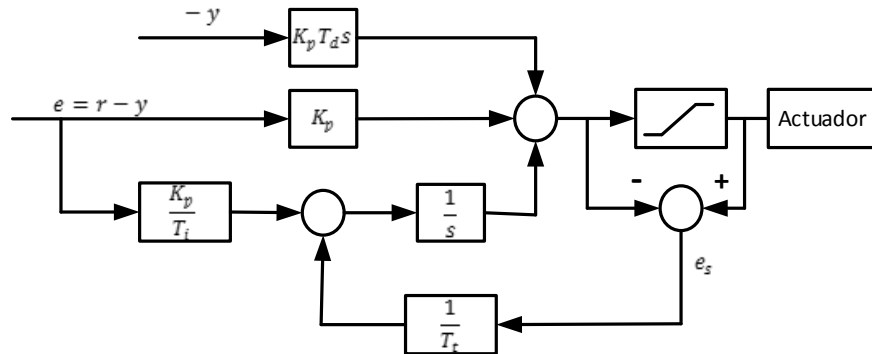 − y
K_p T_d s
e = r − y
K_p
Actuador
- +
K_p / T_i
1 / s
e_s
1 / T_t